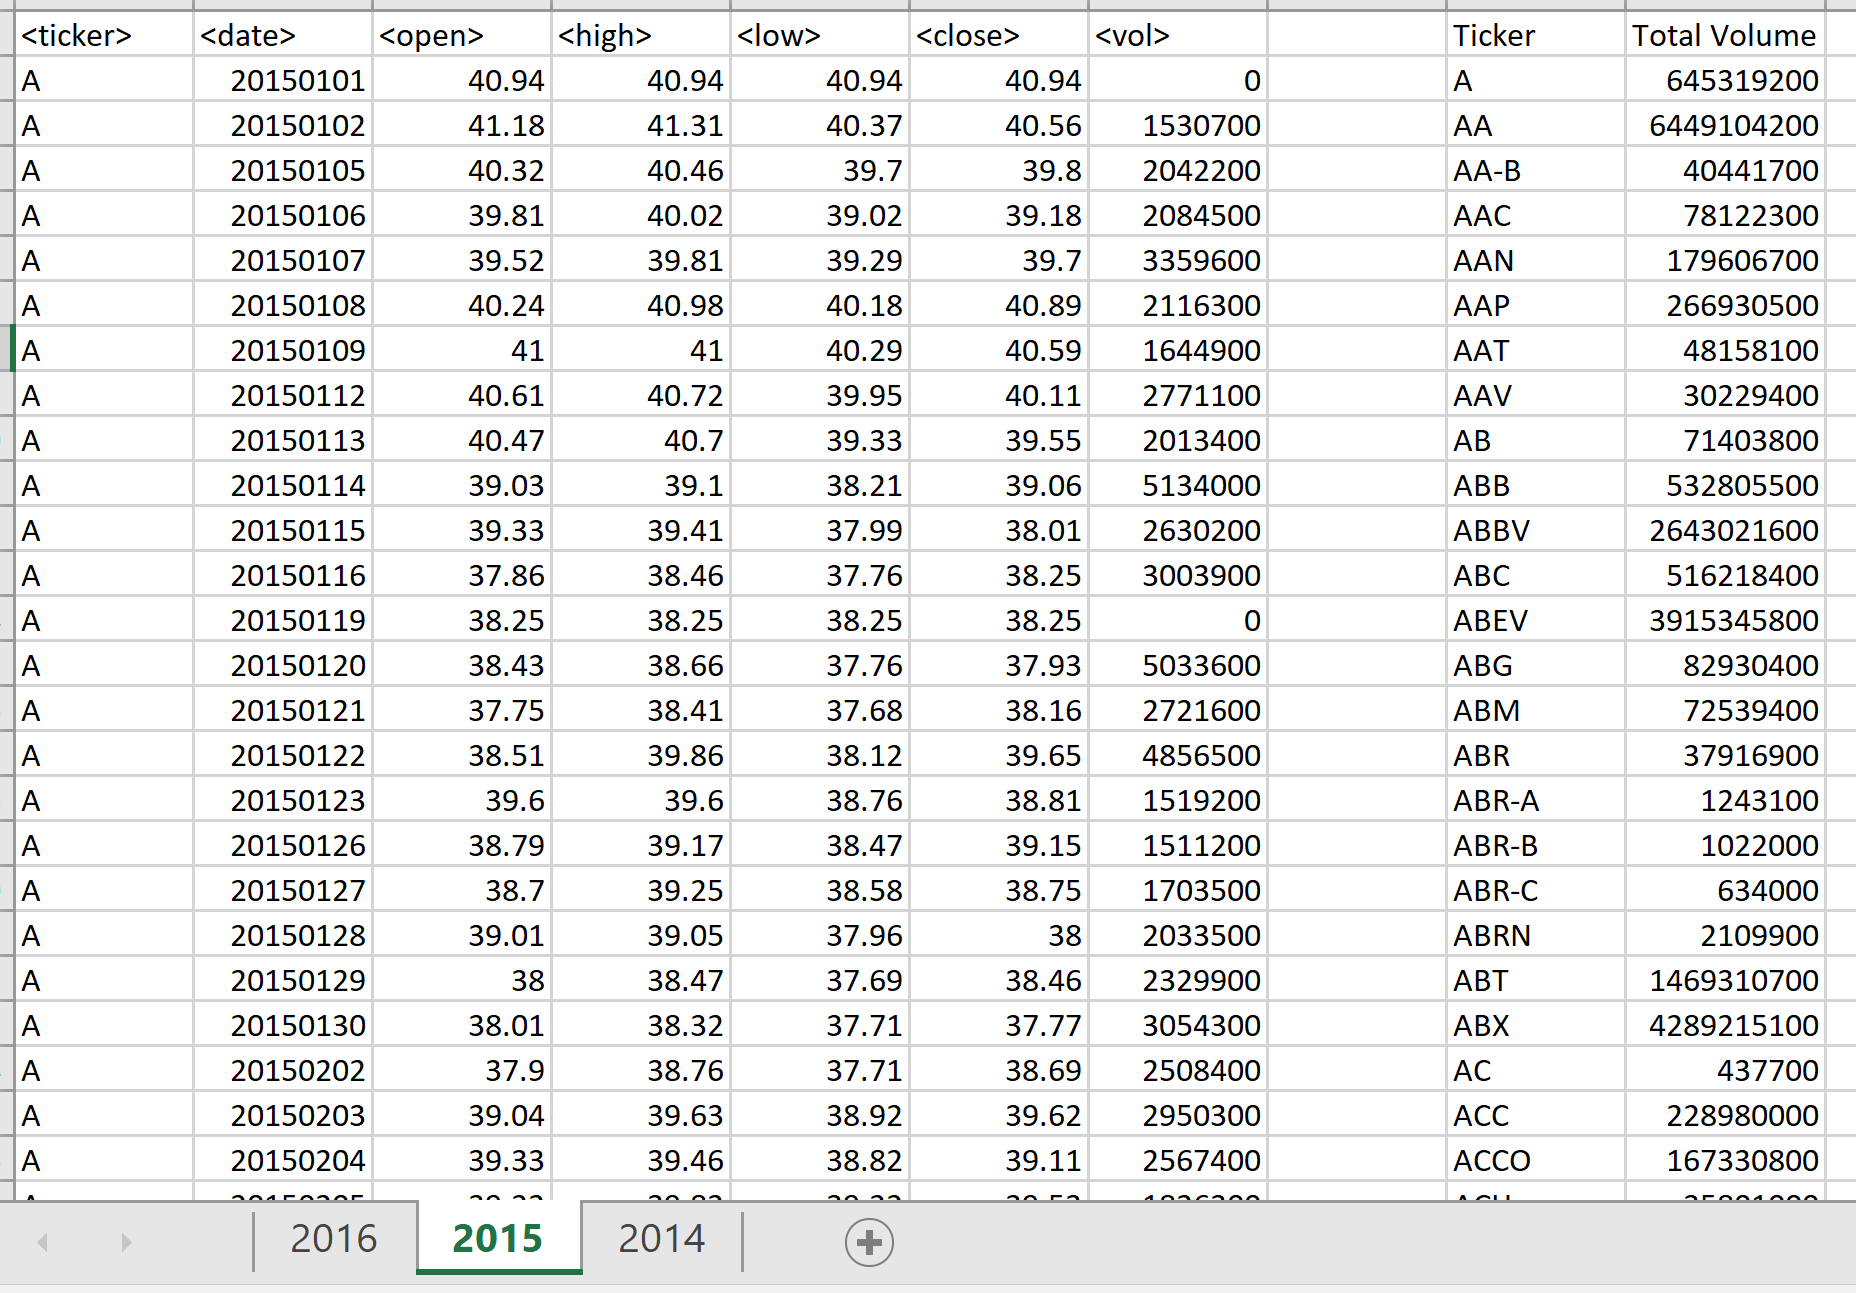 <ticker> <date> <open> <high> <low> <close> <vol> Ticker Total Volume
A 20150101 40.94 40.94 40.94 40.94 0 A 645319200
A 20150102 41.18 41.31 40.37 40.56 1530700 AA 6449104200
A 20150105 40.32 40.46 39.7 39.8 2042200 AA-B 40441700
A 20150106 39.81 40.02 39.02 39.18 2084500 AAC 78122300
A 20150107 39.52 39.81 39.29 39.7 3359600 AAN 179606700
A 20150108 40.24 40.98 40.18 40.89 2116300 AAP 266930500
A 20150109 41 41 40.29 40.59 1644900 AAT 48158100
A 20150112 40.61 40.72 39.95 40.11 2771100 AAV 30229400
A 20150113 40.47 40.7 39.33 39.55 2013400 AB 71403800
A 20150114 39.03 39.1 38.21 39.06 5134000 ABB 532805500
A 20150115 39.33 39.41 37.99 38.01 2630200 ABBV 2643021600
A 20150116 37.86 38.46 37.76 38.25 3003900 ABC 516218400
A 20150119 38.25 38.25 38.25 38.25 0 ABEV 3915345800
A 20150120 38.43 38.66 37.76 37.93 5033600 ABG 82930400
A 20150121 37.75 38.41 37.68 38.16 2721600 ABM 72539400
A 20150122 38.51 39.86 38.12 39.65 4856500 ABR 37916900
A 20150123 39.6 39.6 38.76 38.81 1519200 ABR-A 1243100
A 20150126 38.79 39.17 38.47 39.15 1511200 ABR-B 1022000
A 20150127 38.7 39.25 38.58 38.75 1703500 ABR-C 634000
A 20150128 39.01 39.05 37.96 38 2033500 ABRN 2109900
A 20150129 38 38.47 37.69 38.46 2329900 ABT 1469310700
A 20150130 38.01 38.32 37.71 37.77 3054300 ABX 4289215100
A 20150202 37.9 38.76 37.71 38.69 2508400 AC 437700
A 20150203 39.04 39.63 38.92 39.62 2950300 ACC 228980000
A 20150204 39.33 39.46 38.82 39.11 2567400 ACCO 167330800
2016 2015 2014